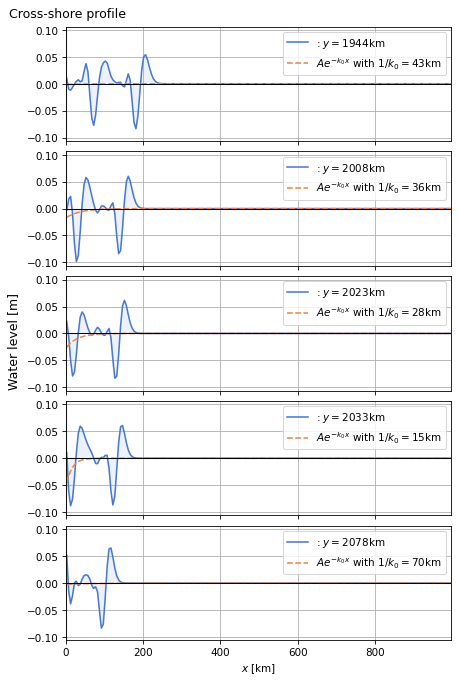 Cross-shore profile
Water level [m]
0.10
0.05
0.00
−0.05
−0.10
: y = 1944km
Ae^{−k₀x} with 1/k₀ = 43km
0.10
0.05
0.00
−0.05
−0.10
: y = 2008km
Ae^{−k₀x} with 1/k₀ = 36km
0.10
0.05
0.00
−0.05
−0.10
: y = 2023km
Ae^{−k₀x} with 1/k₀ = 28km
0.10
0.05
0.00
−0.05
−0.10
: y = 2033km
Ae^{−k₀x} with 1/k₀ = 15km
0.10
0.05
0.00
−0.05
−0.10
: y = 2078km
Ae^{−k₀x} with 1/k₀ = 70km
0 200 400 600 800
x [km]